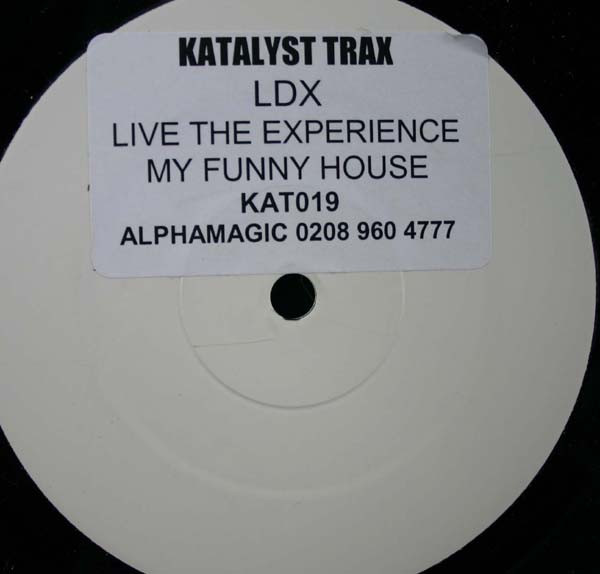 KATALYST TRAX
LDX
LIVE THE EXPERIENCE
MY FUNNY HOUSE
KAT019
ALPHAMAGIC 0208 960 4777